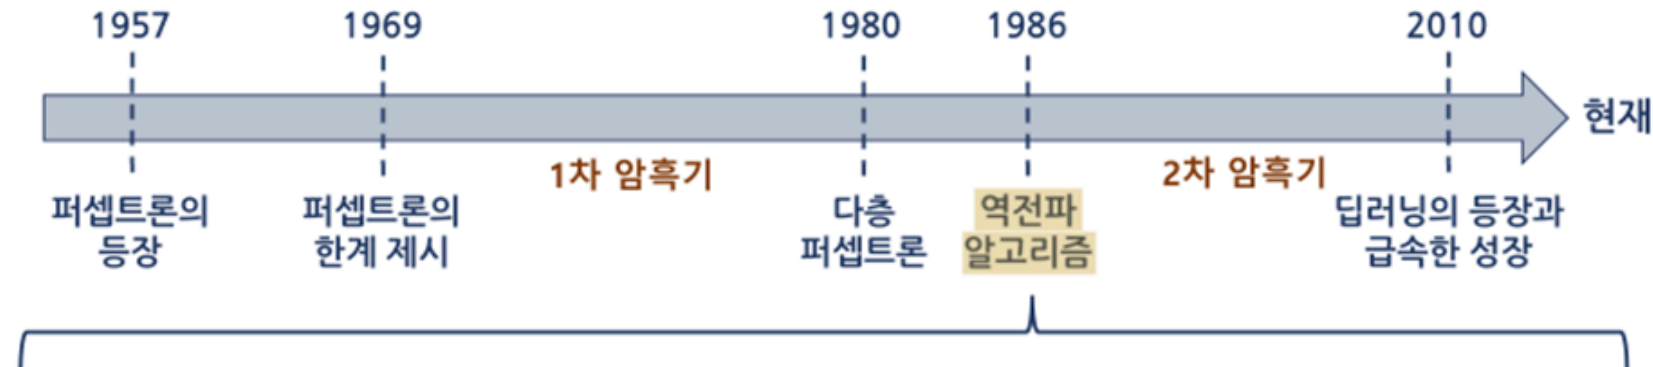 1957
1969
1980
1986
2010
현재
1차 암흑기
2차 암흑기
퍼셉트론의
등장
퍼셉트론의
한계 제시
다층
퍼셉트론
역전파
알고리즘
딥러닝의 등장과
급속한 성장